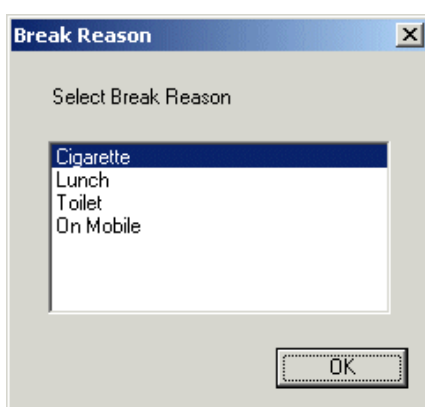 Break Reason
Select Break Reason
Cigarette
Lunch
Toilet
On Mobile
OK